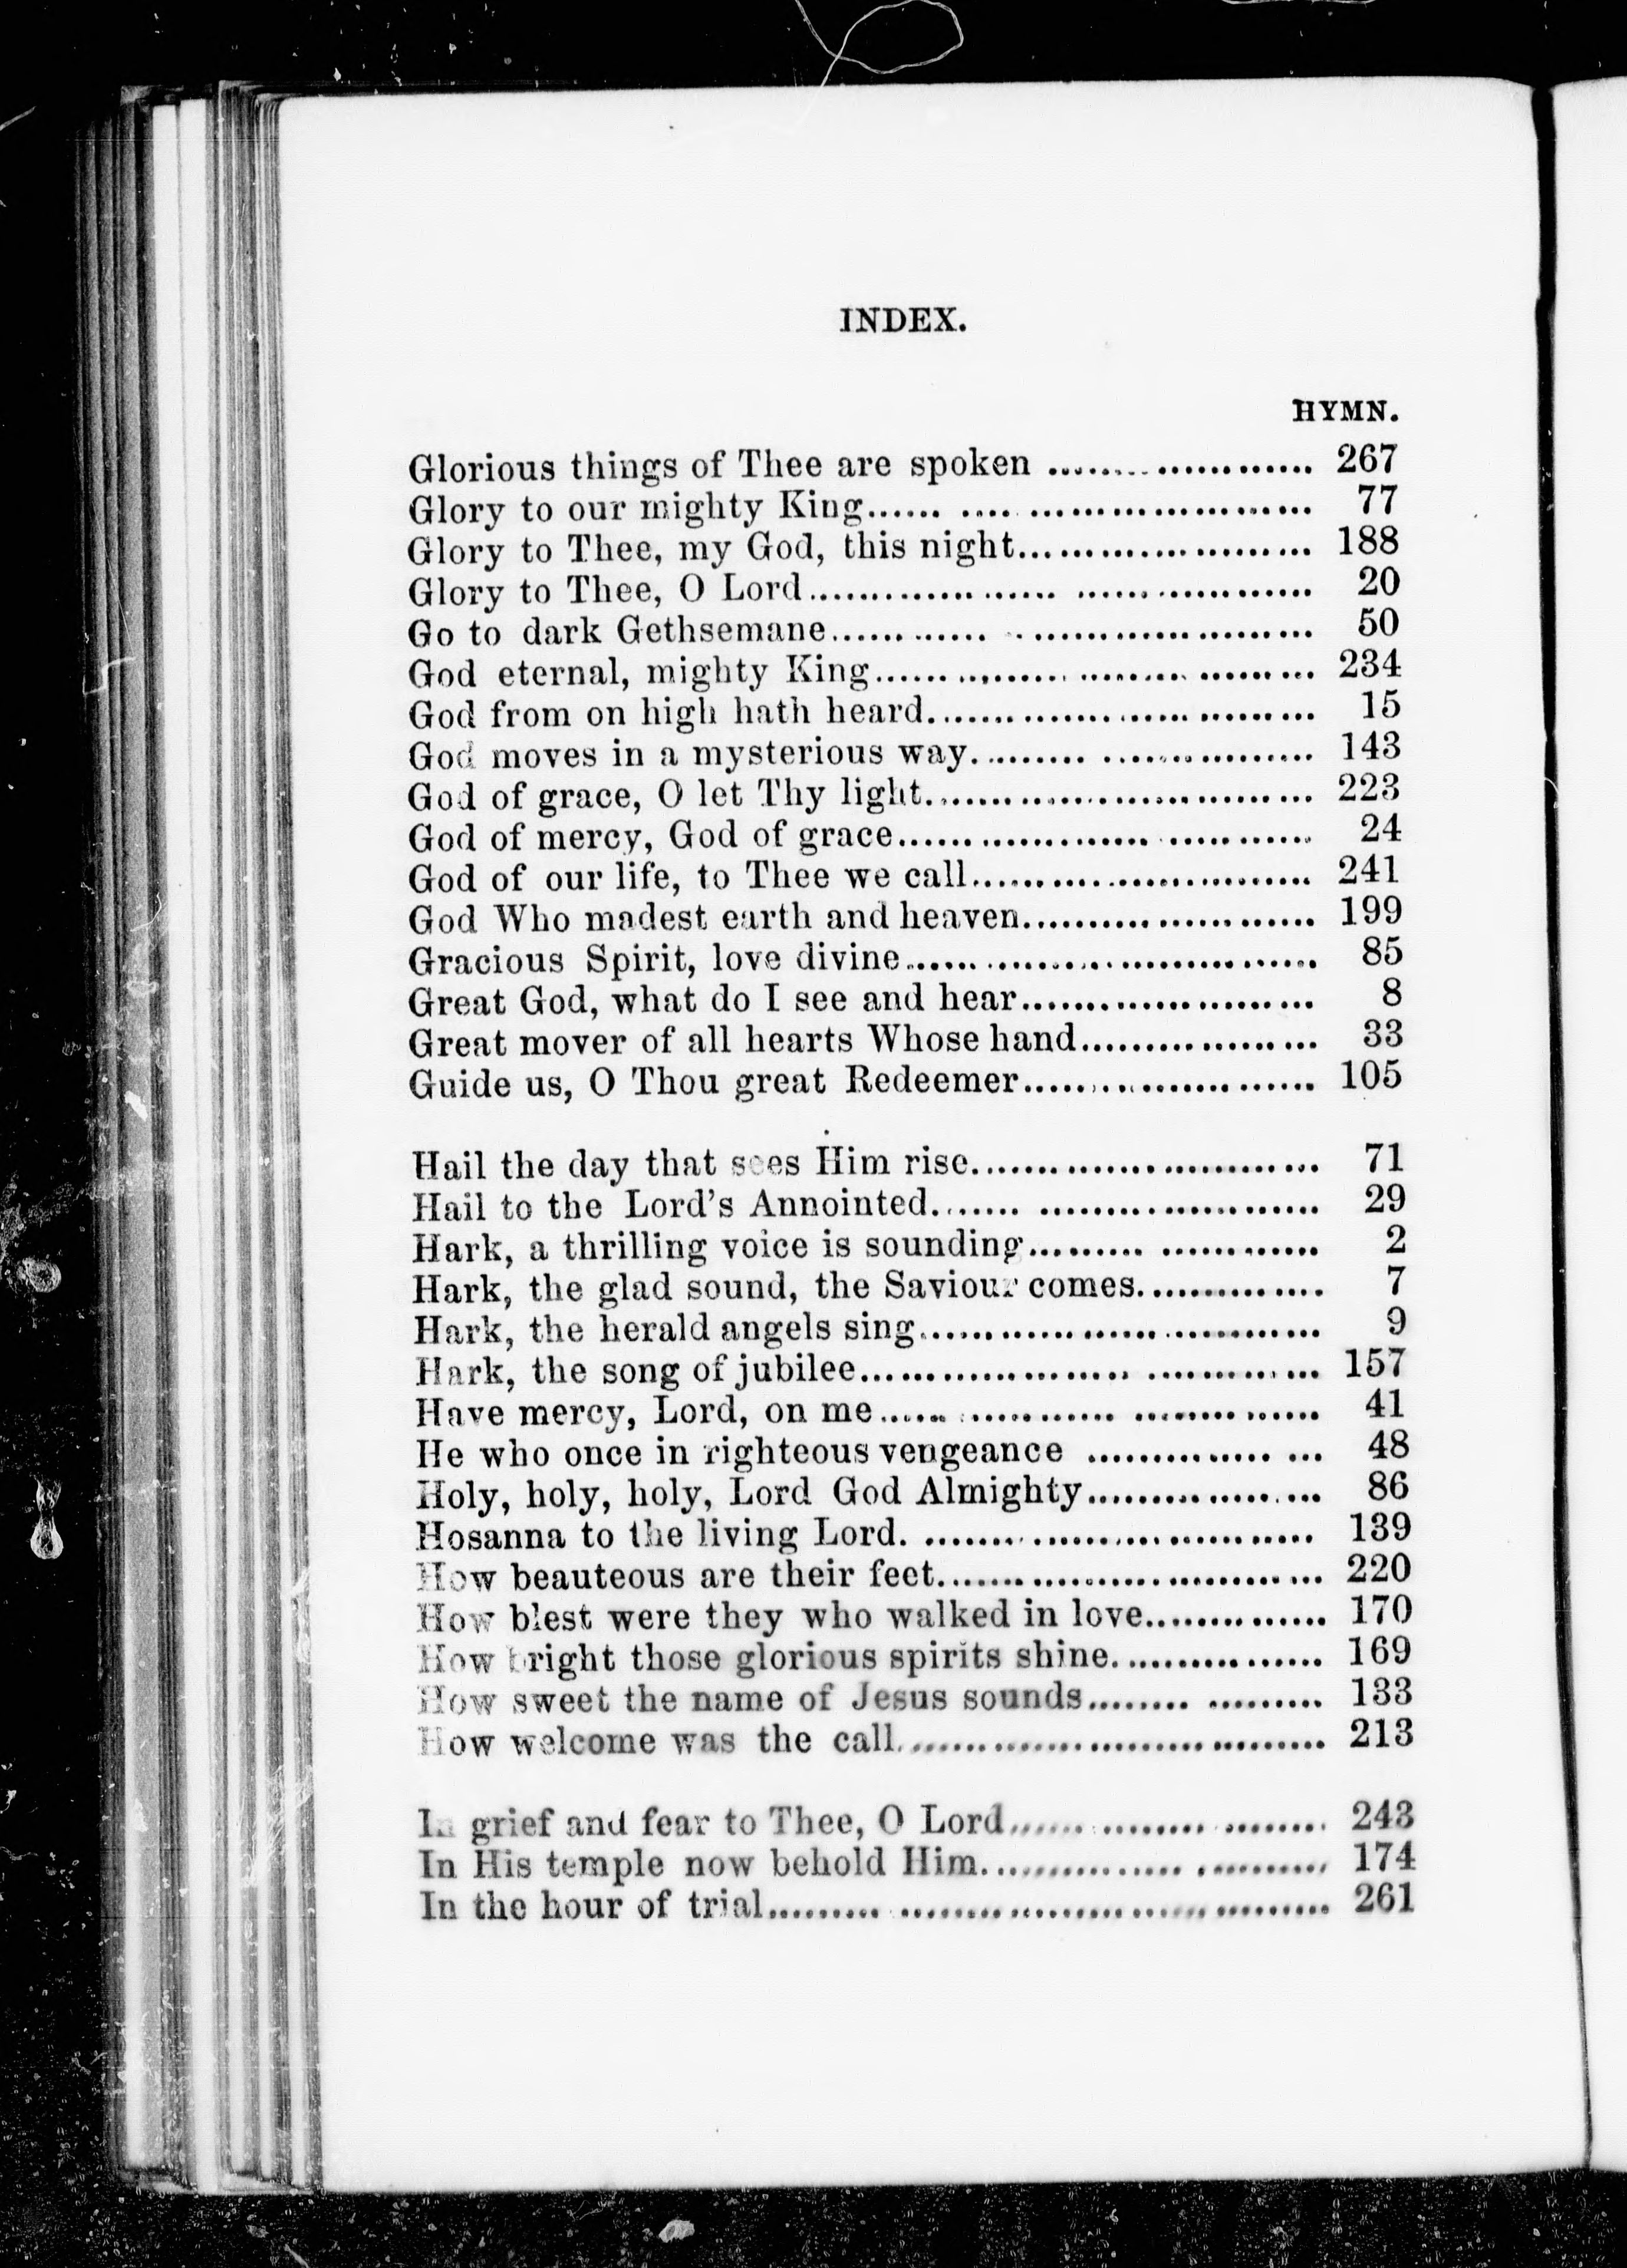 INDEX.
HYMN.
Glorious things of Thee are spoken .................... 267
Glory to our mighty King.............................. 77
Glory to Thee, my God, this night...................... 188
Glory to Thee, O Lord.................................. 20
Go to dark Gethsemane.................................. 50
God eternal, mighty King............................... 234
God from on high hath heard............................ 15
God moves in a mysterious way.......................... 143
God of grace, O let Thy light.......................... 223
God of mercy, God of grace............................. 24
God of our life, to Thee we call....................... 241
God Who madest earth and heaven........................ 199
Gracious Spirit, love divine........................... 85
Great God, what do I see and hear...................... 8
Great mover of all hearts Whose hand................... 33
Guide us, O Thou great Redeemer........................ 105
Hail the day that sees Him rise........................ 71
Hail to the Lord's Annointed........................... 29
Hark, a thrilling voice is sounding.................... 2
Hark, the glad sound, the Saviour comes................ 7
Hark, the herald angels sing........................... 9
Hark, the song of jubilee.............................. 157
Have mercy, Lord, on me................................ 41
He who once in righteous vengeance .................... 48
Holy, holy, holy, Lord God Almighty.................... 86
Hosanna to the living Lord. ........................... 139
How beauteous are their feet........................... 220
How blest were they who walked in love................. 170
How bright those glorious spirits shine................ 169
How sweet the name of Jesus sounds..................... 133
How welcome was the call............................... 213
In grief and fear to Thee, O Lord...................... 243
In His temple now behold Him........................... 174
In the hour of trial................................... 261